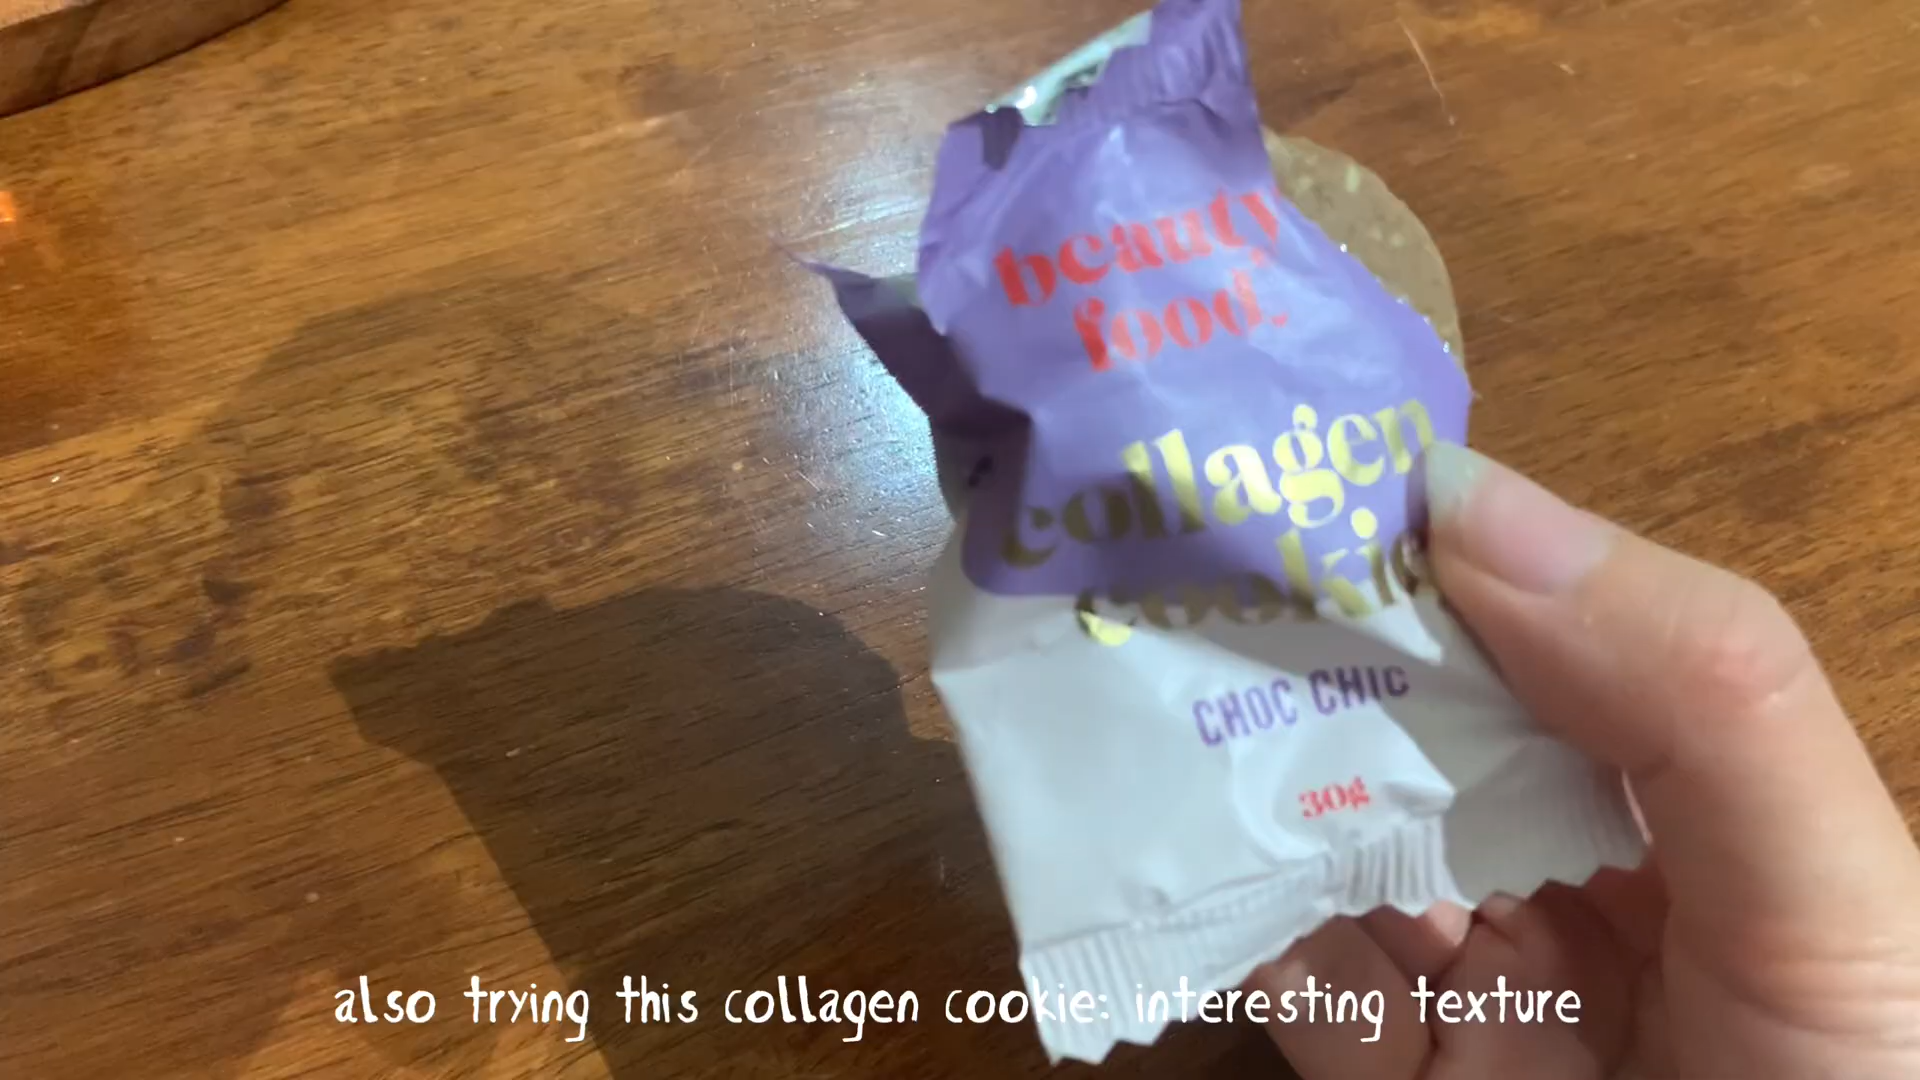 beauty
food.
collagen
cookie
CHOC CHIC
30g
also trying this collagen cookie: interesting texture